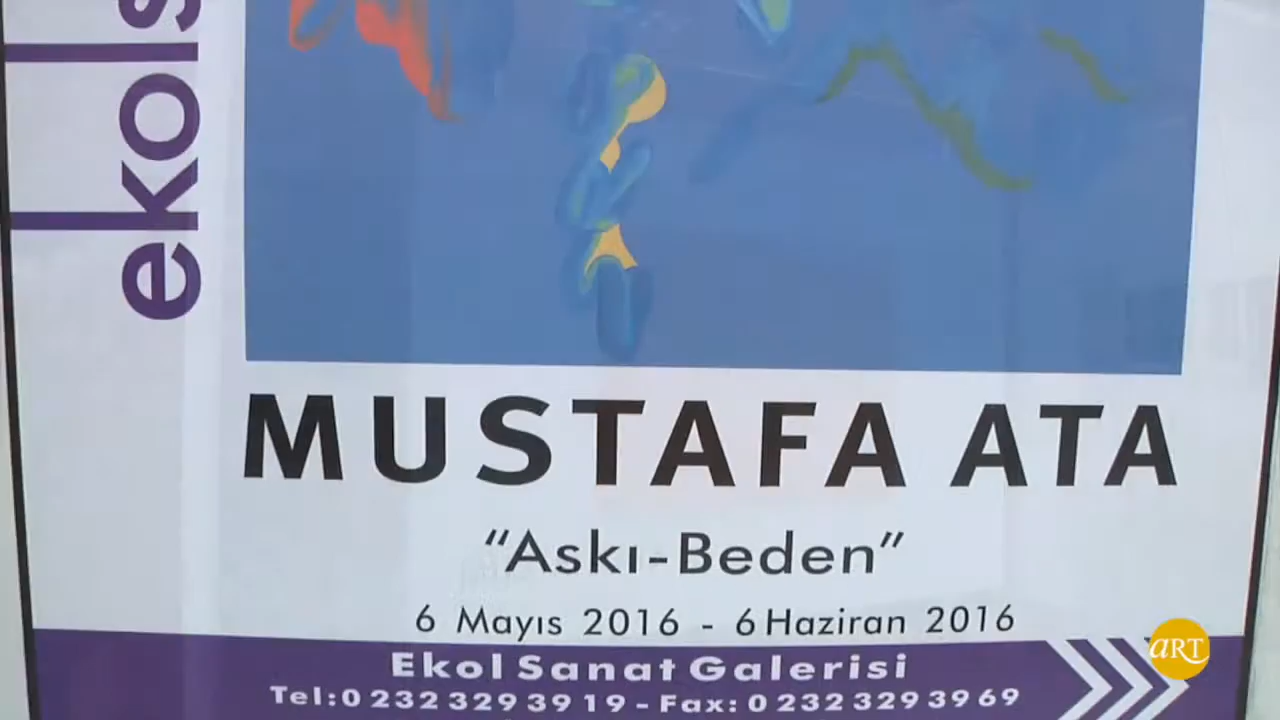 ekols
MUSTAFA ATA
"Askı-Beden"
6 Mayıs 2016 - 6 Haziran 2016
Ekol Sanat Galerisi
Tel:0 232 329 39 19 - Fax: 0 232 329 39 69
aRT